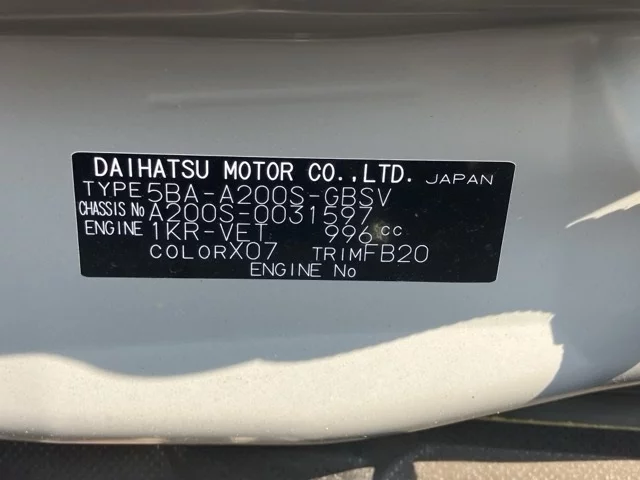 DAIHATSU MOTOR CO.,LTD. JAPAN
TYPE 5BA-A200S-GBSV
CHASSIS No A200S-0031597
ENGINE 1KR-VET 996 cc
COLOR X07 TRIM FB20
ENGINE No